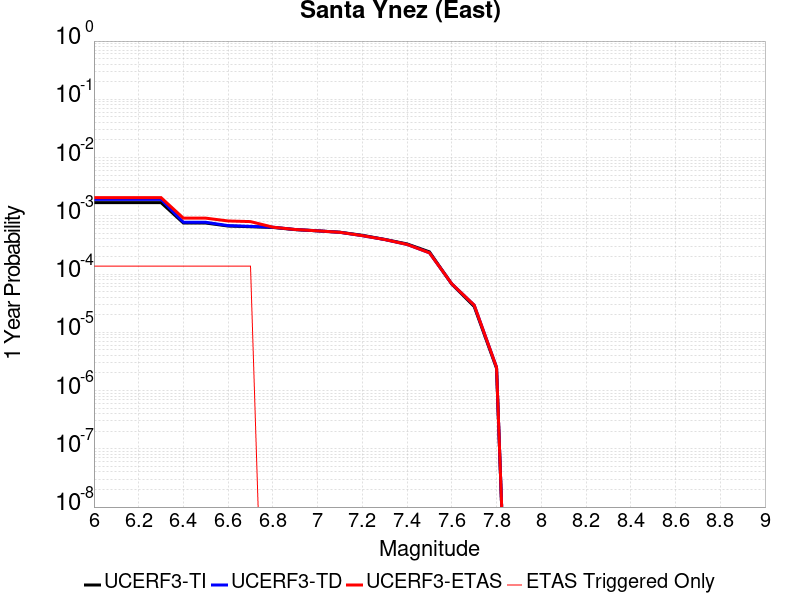 Santa Ynez (East)
1 Year Probability
10^0
10^-1
10^-2
10^-3
10^-4
10^-5
10^-6
10^-7
10^-8
6 6.2 6.4 6.6 6.8 7 7.2 7.4 7.6 7.8 8 8.2 8.4 8.6 8.8 9
Magnitude
UCERF3-TI UCERF3-TD UCERF3-ETAS ETAS Triggered Only